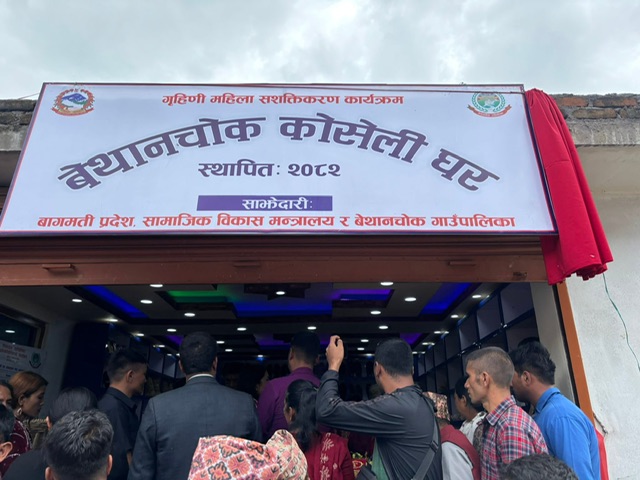 गृहिणी महिला सशक्तिकरण कार्यक्रम
बेथानचोक कोसेली घर
स्थापित: २०८२
साझेदारी:
बागमती प्रदेश, सामाजिक विकास मन्त्रालय र बेथानचोक गाउँपालिका